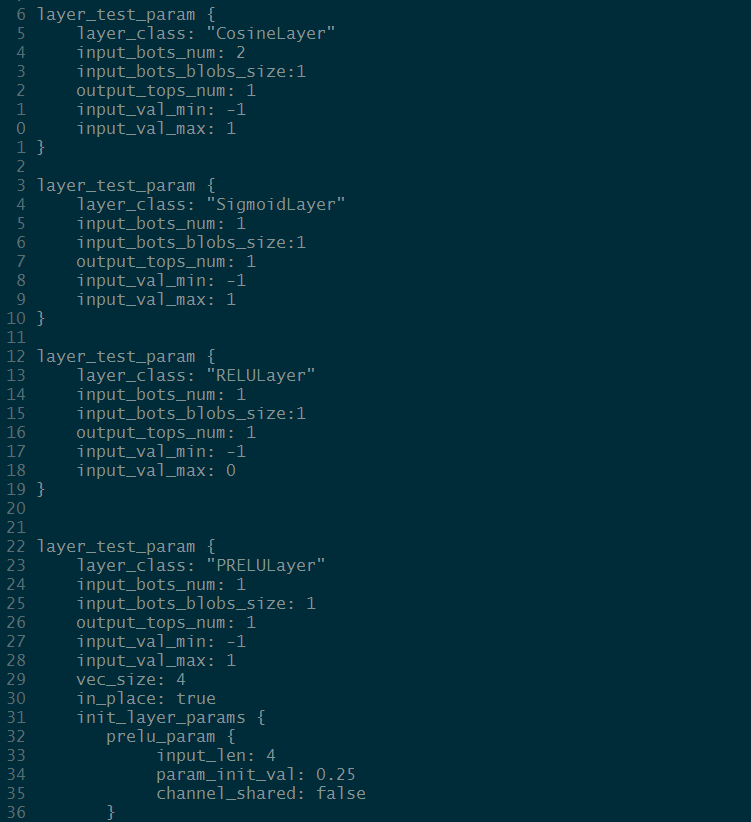 6 layer_test_param {
5     layer_class: "CosineLayer"
4     input_bots_num: 2
3     input_bots_blobs_size:1
2     output_tops_num: 1
1     input_val_min: -1
0     input_val_max: 1
1 }
2
3 layer_test_param {
4     layer_class: "SigmoidLayer"
5     input_bots_num: 1
6     input_bots_blobs_size:1
7     output_tops_num: 1
8     input_val_min: -1
9     input_val_max: 1
10 }
11
12 layer_test_param {
13     layer_class: "RELULayer"
14     input_bots_num: 1
15     input_bots_blobs_size:1
16     output_tops_num: 1
17     input_val_min: -1
18     input_val_max: 0
19 }
20
21
22 layer_test_param {
23     layer_class: "PRELULayer"
24     input_bots_num: 1
25     input_bots_blobs_size: 1
26     output_tops_num: 1
27     input_val_min: -1
28     input_val_max: 1
29     vec_size: 4
30     in_place: true
31     init_layer_params {
32        prelu_param {
33             input_len: 4
34             param_init_val: 0.25
35             channel_shared: false
36        }